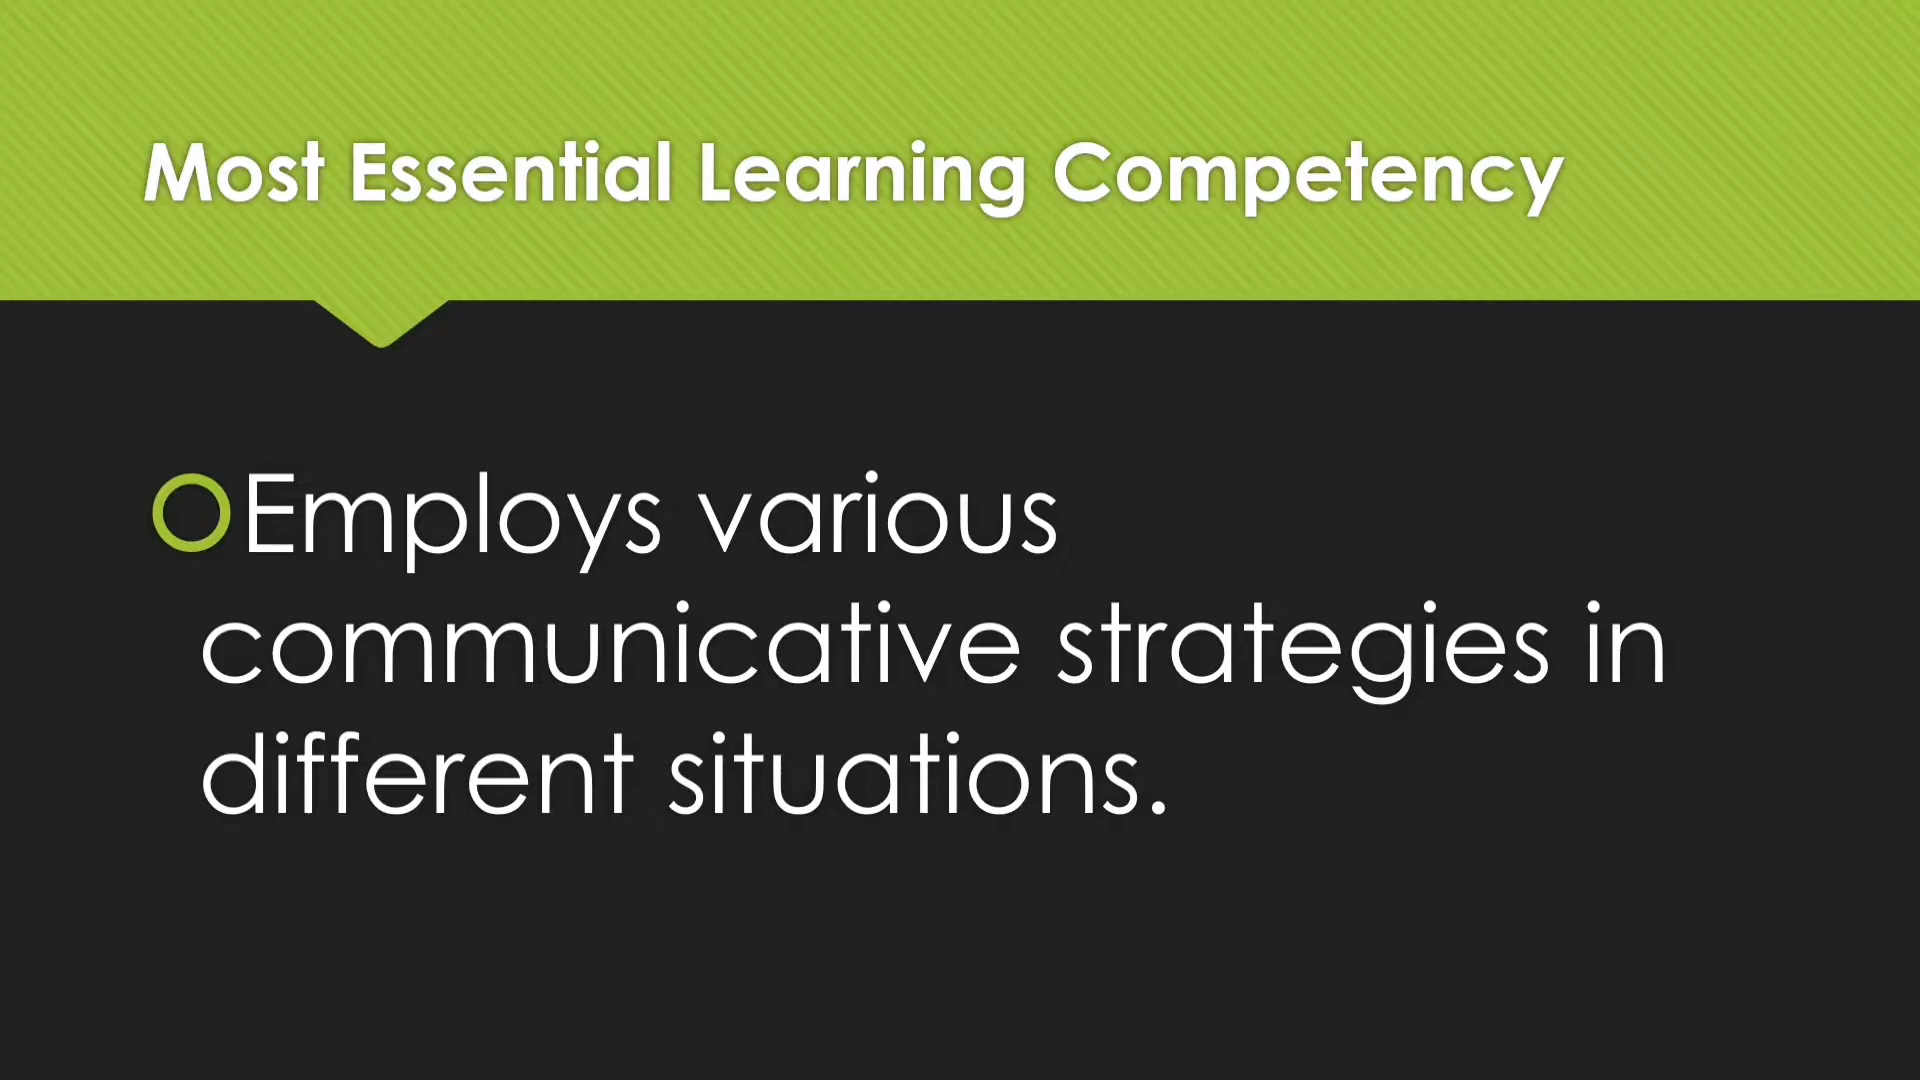 Most Essential Learning Competency
Employs various
communicative strategies in
different situations.